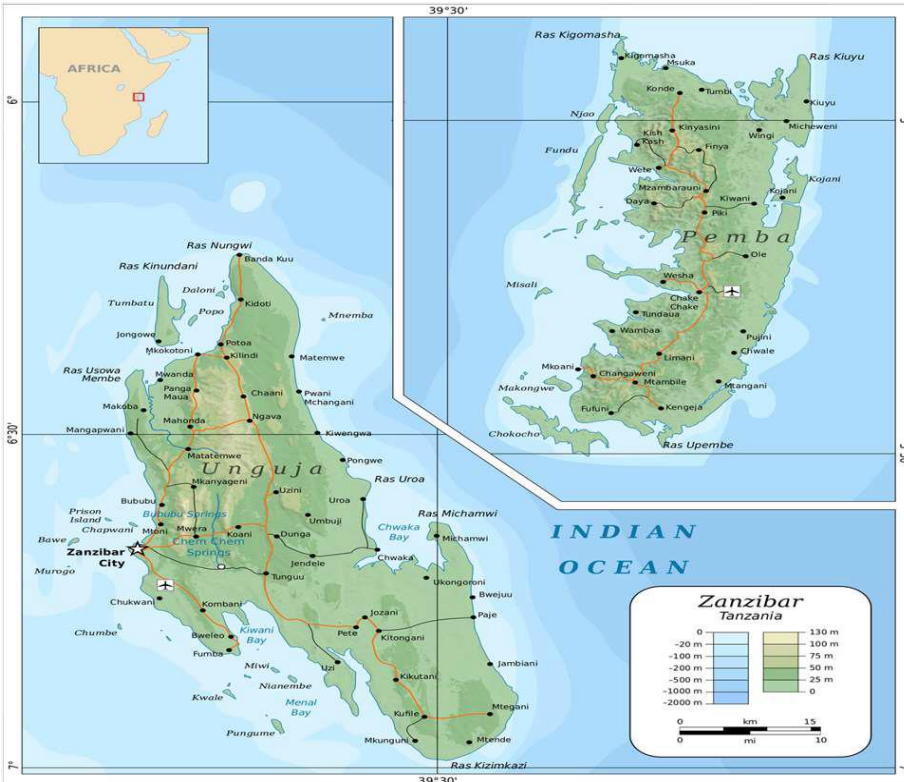 39°30'
AFRICA
6°
Ras Kigomasha
Kigomasha
Msuka
Ras Kiuyu
Konde
Tumbi
Kiuyu
Njao
Kinyasini
Micheweni
Wingi
Kish
Kash
Finya
Fundu
Wete
Mzambarauni
Kojani
Kojani
Daya
Kiwani
Piki
Pemba
Ole
Wesha
Misali
Chake
Chake
Tundaua
Wambaa
Pujini
Chwale
Limani
Mkoani
Changaweni
Mtambile
Mtangani
Makongwe
Fufuni
Kengeja
Chokocho
Ras Upembe
Ras Nungwi
Banda Kuu
Ras Kinundani
Daloni
Tumbatu
Kidoti
Popo
Mnemba
Jongowe
Potoa
Mkokotoni
Kilindi
Matemwe
Ras Usowa
Membe
Mwanda
Panga
Maua
Chaani
Pwani
Mchangani
Makoba
Mahonda
Ngava
6°30'
Mangapwani
Kiwengwa
Matatemwe
Pongwe
Unguja
Mkanyageni
Ras Uroa
Uzini
Uroa
Bububu
Bububu Springs
Umbuji
Prison
Island
Chapwani
Mtoni
Mwera
Koani
Dunga
Chwaka
Bay
Ras Michamwi
Michamwi
Bawe
Chem Chem
Springs
Zanzibar
City
Jendele
Chwaka
Murogo
Tunguu
Ukongoroni
Chukwani
Bwejuu
Kombani
Jozani
Paje
Chumbe
Kiwani
Bay
Pete
Kitongani
Bweleo
Fumba
Miwi
Uzi
Jambiani
Nianembe
Kikutani
Kwale
Menal
Bay
Kufile
Mtegani
Pungume
Mkunguni
Mtende
Ras Kizimkazi
7°
39°30'
INDIAN
OCEAN
Zanzibar
Tanzania
0
-20 m
-100 m
-200 m
-500 m
-1000 m
-2000 m
130 m
100 m
75 m
50 m
25 m
0
0 km 15
0 mi 10